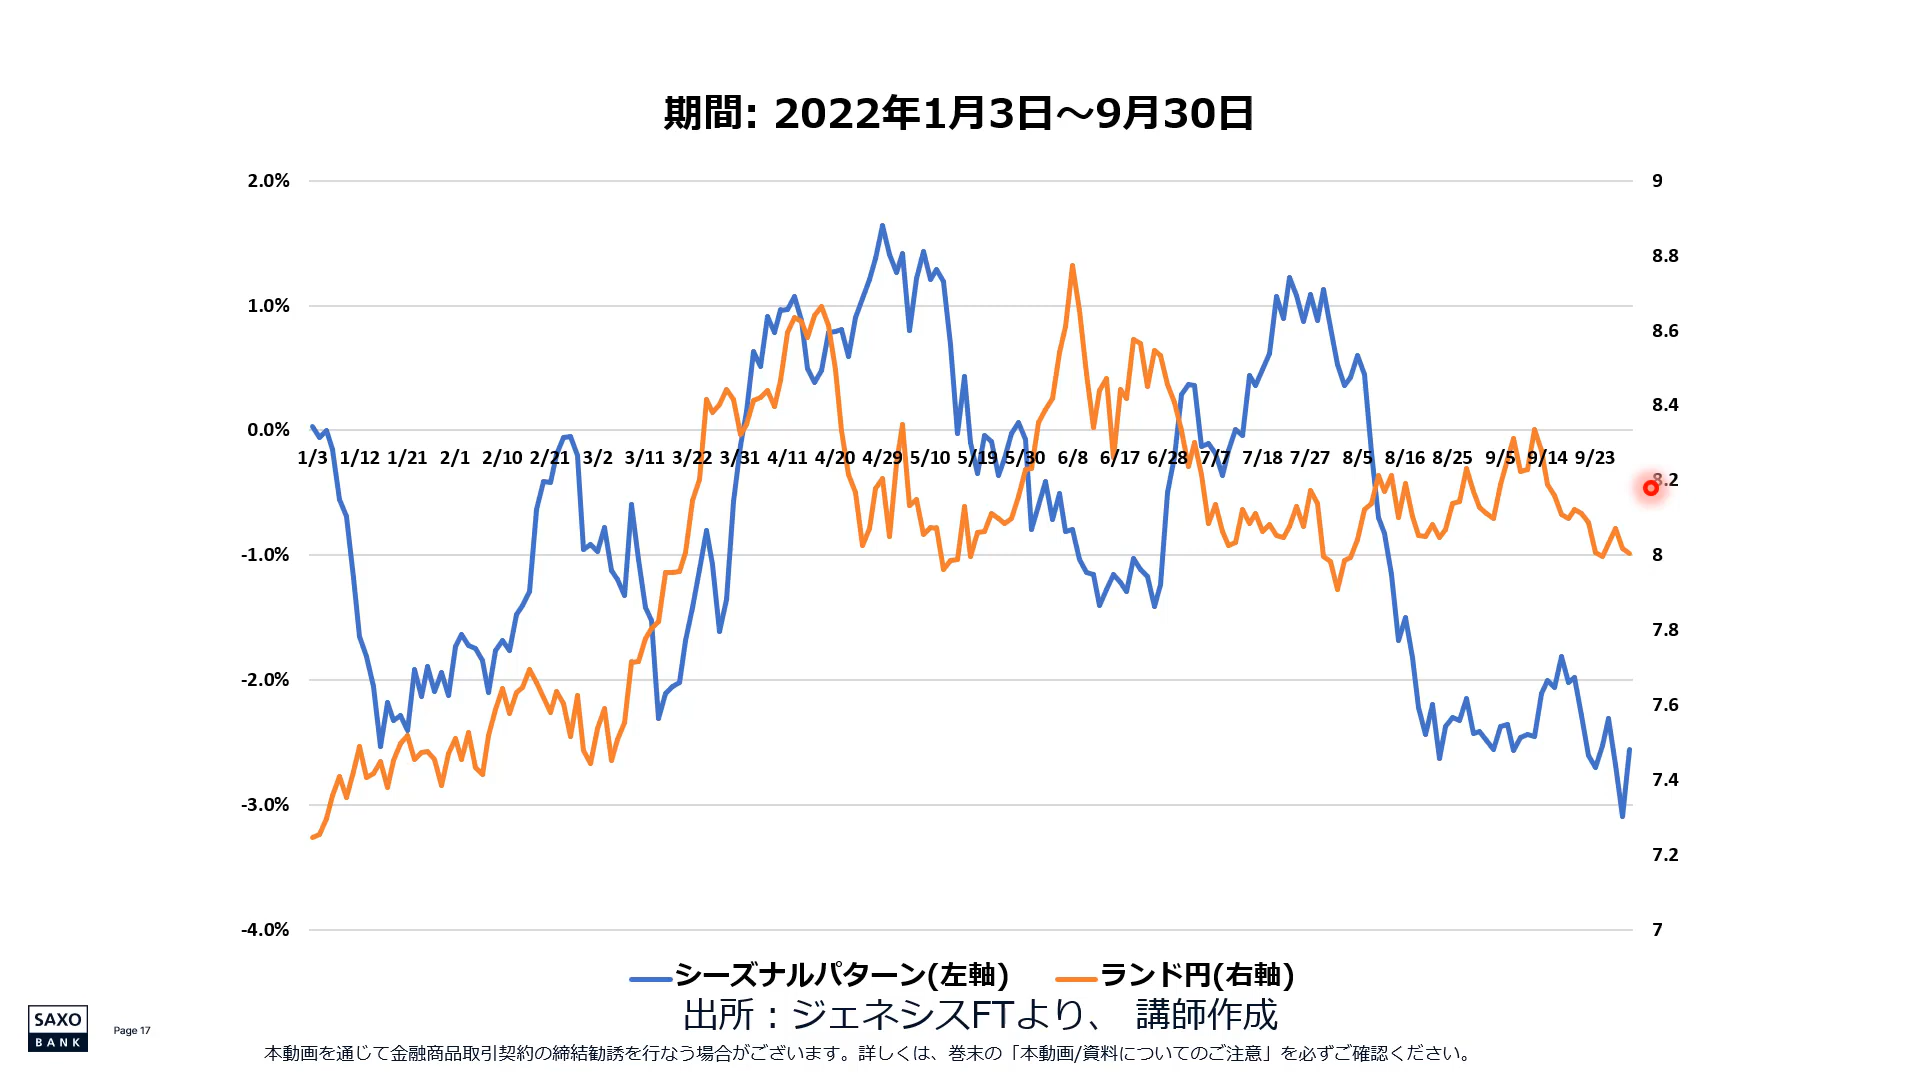 期間: 2022年1月3日～9月30日
2.0%
1.0%
0.0%
-1.0%
-2.0%
-3.0%
-4.0%
9
8.8
8.6
8.4
8.2
8
7.8
7.6
7.4
7.2
7
1/3 1/12 1/21 2/1 2/10 2/21 3/2 3/11 3/22 3/31 4/11 4/20 4/29 5/10 5/19 5/30 6/8 6/17 6/28 7/7 7/18 7/27 8/5 8/16 8/25 9/5 9/14 9/23
シーズナルパターン(左軸) ランド円(右軸)
出所：ジェネシスFTより、 講師作成
SAXO
BANK
Page 17
本動画を通じて金融商品取引契約の締結勧誘を行なう場合がございます。詳しくは、巻末の「本動画/資料についてのご注意」を必ずご確認ください。